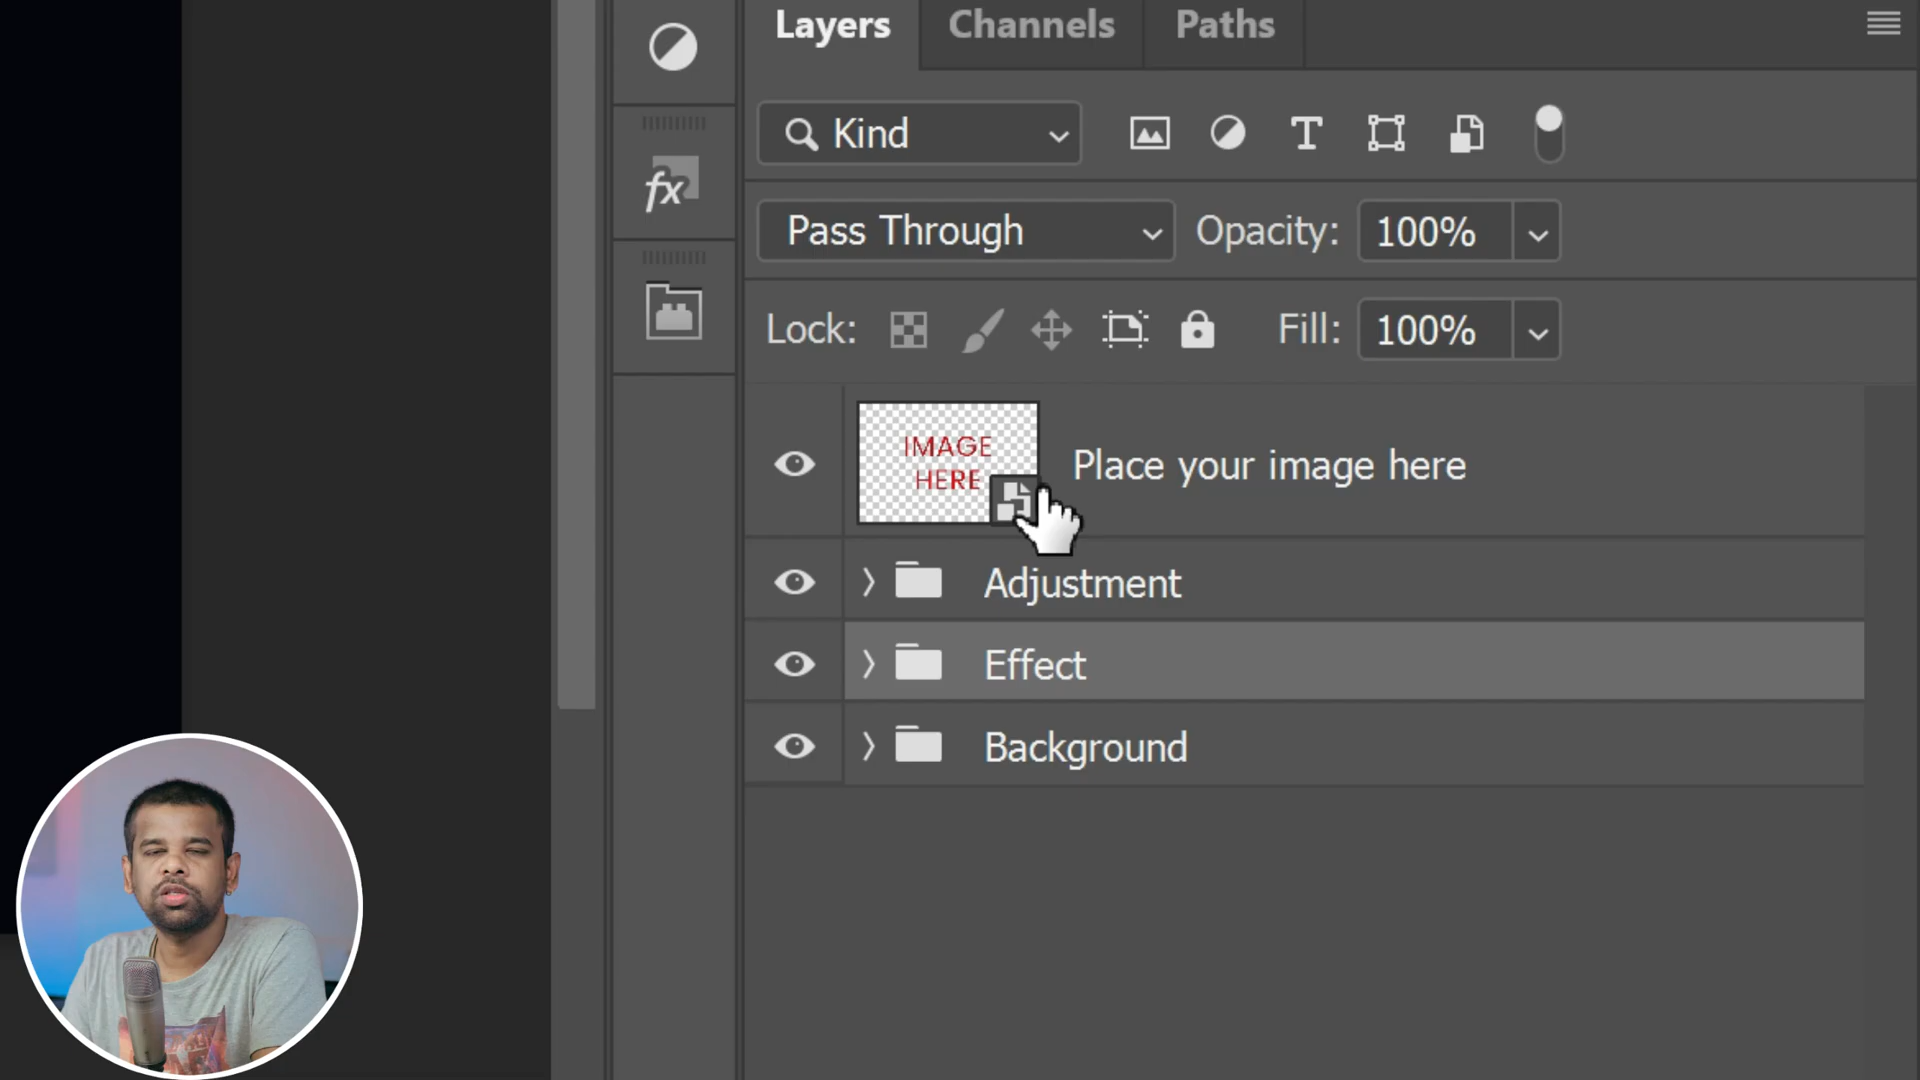 Layers Channels Paths
Kind
Pass Through Opacity: 100%
Lock: Fill: 100%
IMAGE
HERE
Place your image here
Adjustment
Effect
Background
fx